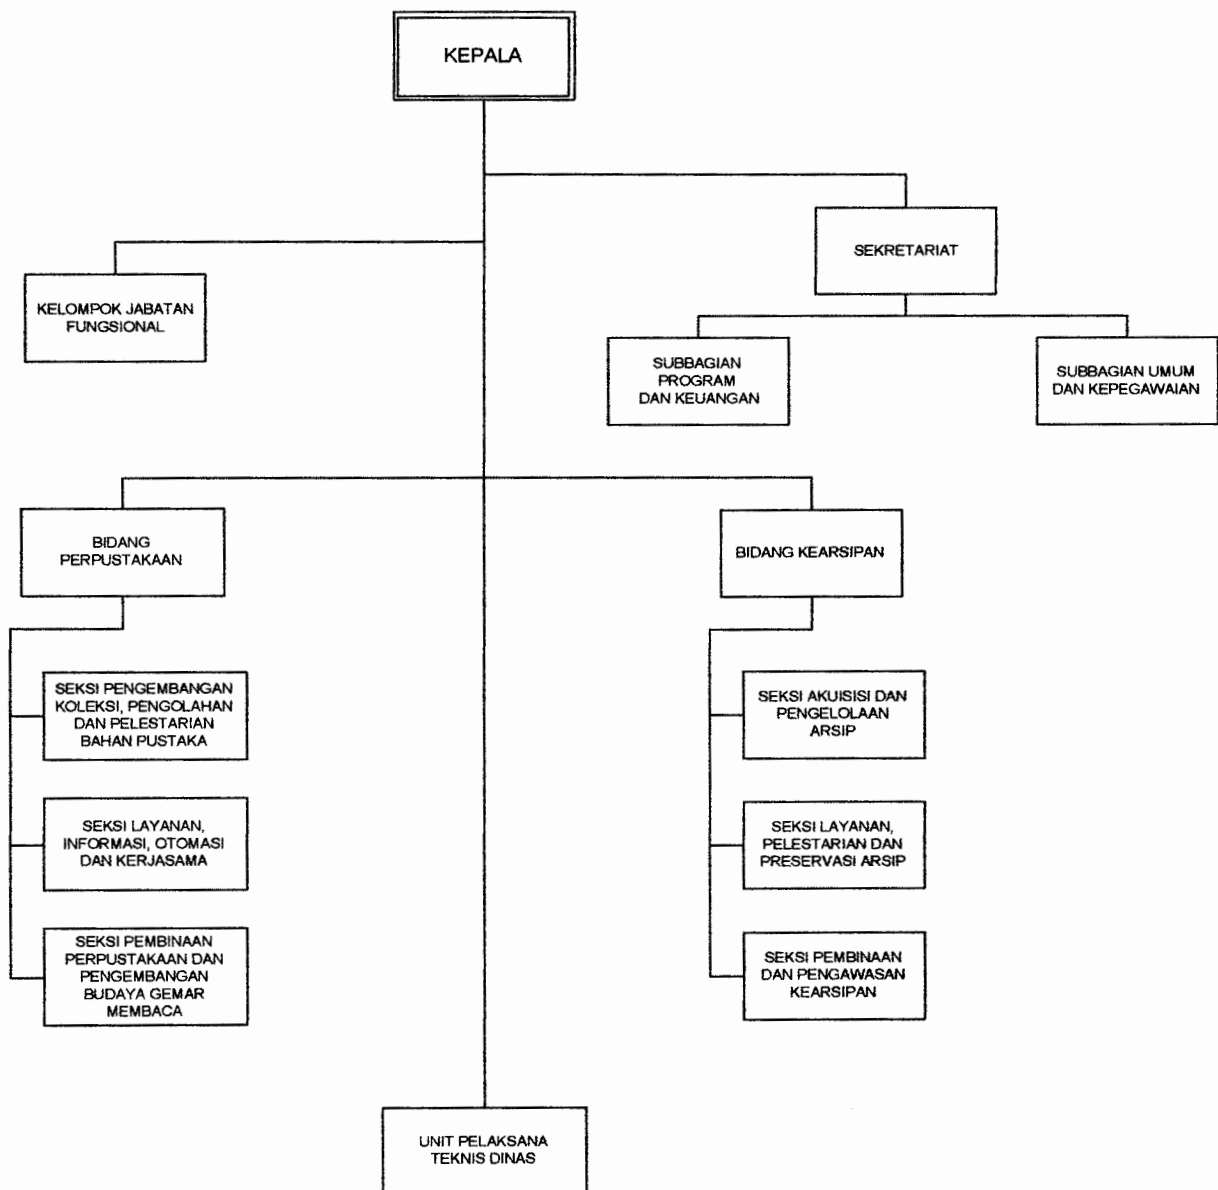 KEPALA
SEKRETARIAT
KELOMPOK JABATAN
FUNGSIONAL
SUBBAGIAN
PROGRAM
DAN KEUANGAN
SUBBAGIAN UMUM
DAN KEPEGAWAIAN
BIDANG
PERPUSTAKAAN
BIDANG KEARSIPAN
SEKSI PENGEMBANGAN
KOLEKSI, PENGOLAHAN
DAN PELESTARIAN
BAHAN PUSTAKA
SEKSI LAYANAN,
INFORMASI, OTOMASI
DAN KERJASAMA
SEKSI PEMBINAAN
PERPUSTAKAAN DAN
PENGEMBANGAN
BUDAYA GEMAR
MEMBACA
SEKSI AKUISISI DAN
PENGELOLAAN
ARSIP
SEKSI LAYANAN,
PELESTARIAN DAN
PRESERVASI ARSIP
SEKSI PEMBINAAN
DAN PENGAWASAN
KEARSIPAN
UNIT PELAKSANA
TEKNIS DINAS